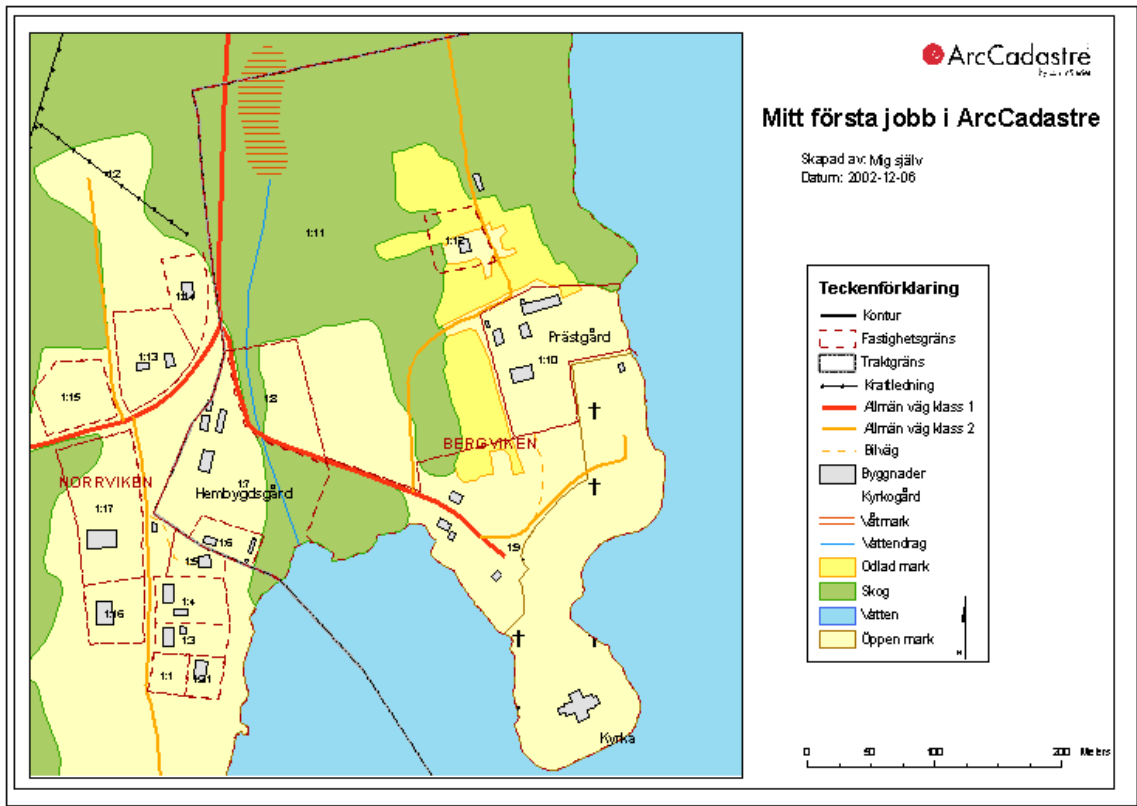 ArcCadastre
Mitt första jobb i ArcCadastre
Skapad av: Mig själv
Datum: 2002-12-06
Teckenförklaring
Kontur
Fastighetsgräns
Traktgräns
Kraftledning
Allmän väg klass 1
Allmän väg klass 2
Bilväg
Byggnader
Kyrkogård
Våtmark
Vattendrag
Odlad mark
Skog
Vatten
Öppen mark
N
0 50 100 200 Meters
1:2
1:11
1:12
1:14
Prästgård
1:13
1:10
1:15
1:8
BERGVIKEN
NORRVIKEN
1:7
Hembygdsgård
1:17
1:6
1:9
1:5
1:4
1:16
1:3
1:1
Kyrka